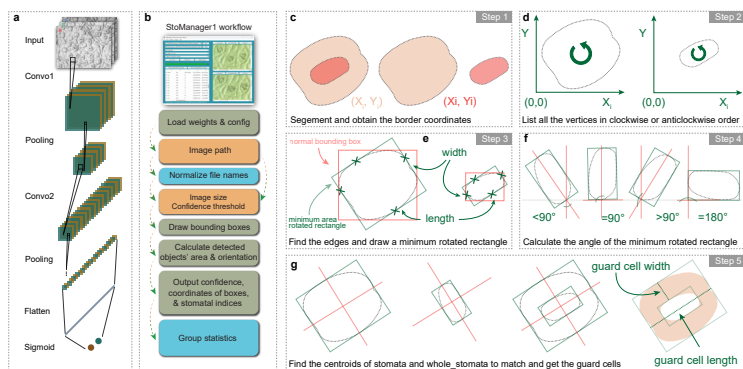 a
Input
Convo1
Pooling
Convo2
Pooling
Flatten
Sigmoid
b
StoManager1 workflow
Load weights & config
Image path
Normalize file names
Image size
Confidence threshold
Draw bounding boxes
Calculate detected
objects' area & orientation
Output confidence,
coordinates of boxes,
& stomatal indices
Group statistics
c
Step 1
(Xi, Yi)
(Xi, Yi)
Segement and obtain the border coordinates
d
Step 2
Y
(0,0)
Xi
Y
(0,0)
Xi
List all the vertices in clockwise or anticlockwise order
e
Step 3
normal bounding box
width
minimum area
rotated rectangle
length
Find the edges and draw a minimum rotated rectangle
f
Step 4
<90°
=90°
>90°
=180°
Calculate the angle of the minimum rotated rectangle
g
Step 5
guard cell width
guard cell length
Find the centroids of stomata and whole_stomata to match and get the guard cells